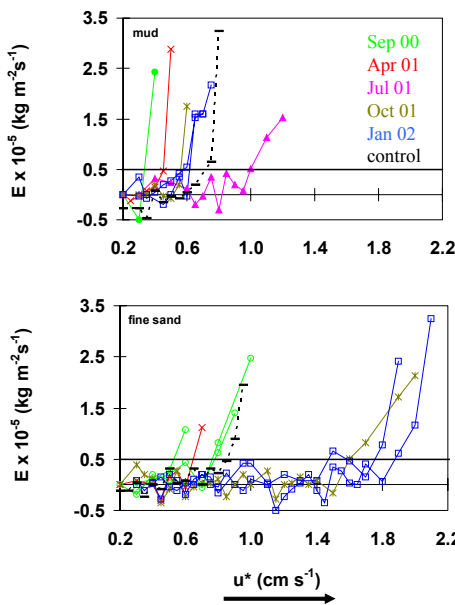 mud
Sep 00
Apr 01
Jul 01
Oct 01
Jan 02
control
E x 10-5 (kg m-2s-1)
3.5
2.5
1.5
0.5
-0.5
0.2 0.6 1.0 1.4 1.8 2.2
fine sand
E x 10-5 (kg m-2s-1)
3.5
2.5
1.5
0.5
-0.5
0.2 0.6 1.0 1.4 1.8 2.2
u* (cm s-1)